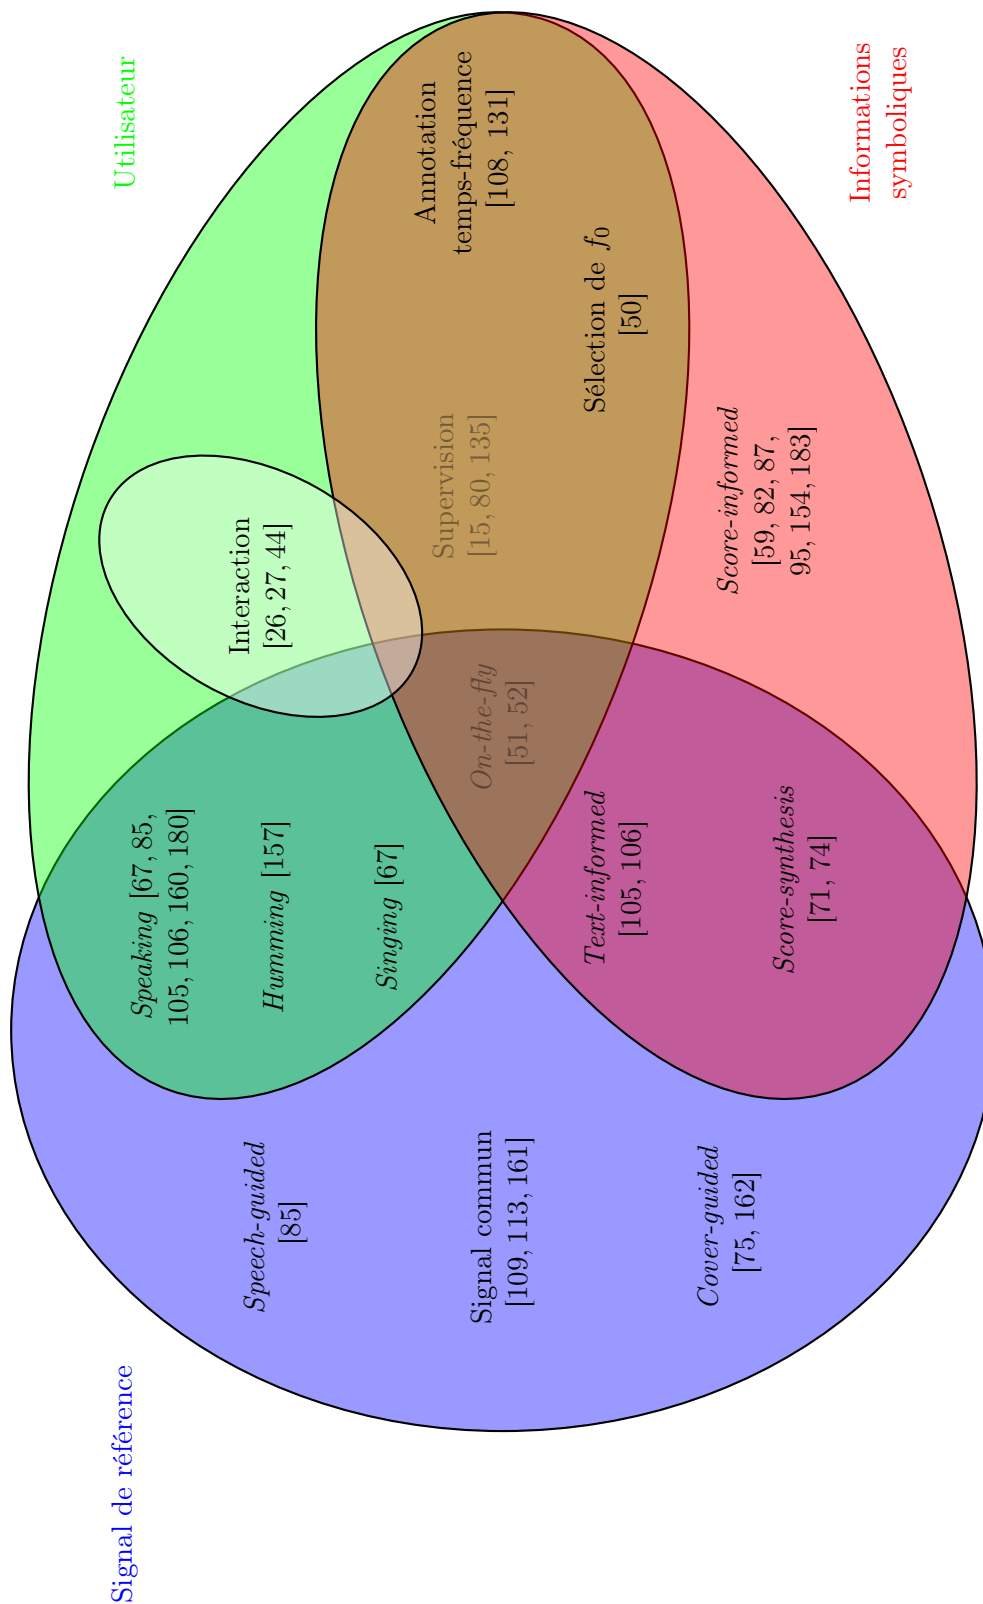 Signal de référence
Utilisateur
Informations
symboliques
Speech-guided
[85]
Signal commun
[109, 113, 161]
Cover-guided
[75, 162]
Speaking [67, 85,
105, 106, 160, 180]
Humming [157]
Singing [67]
Text-informed
[105, 106]
Score-synthesis
[71, 74]
On-the-fly
[51, 52]
Interaction
[26, 27, 44]
Supervision
[15, 80, 135]
Annotation
temps-fréquence
[108, 131]
Sélection de f0
[50]
Score-informed
[59, 82, 87,
95, 154, 183]